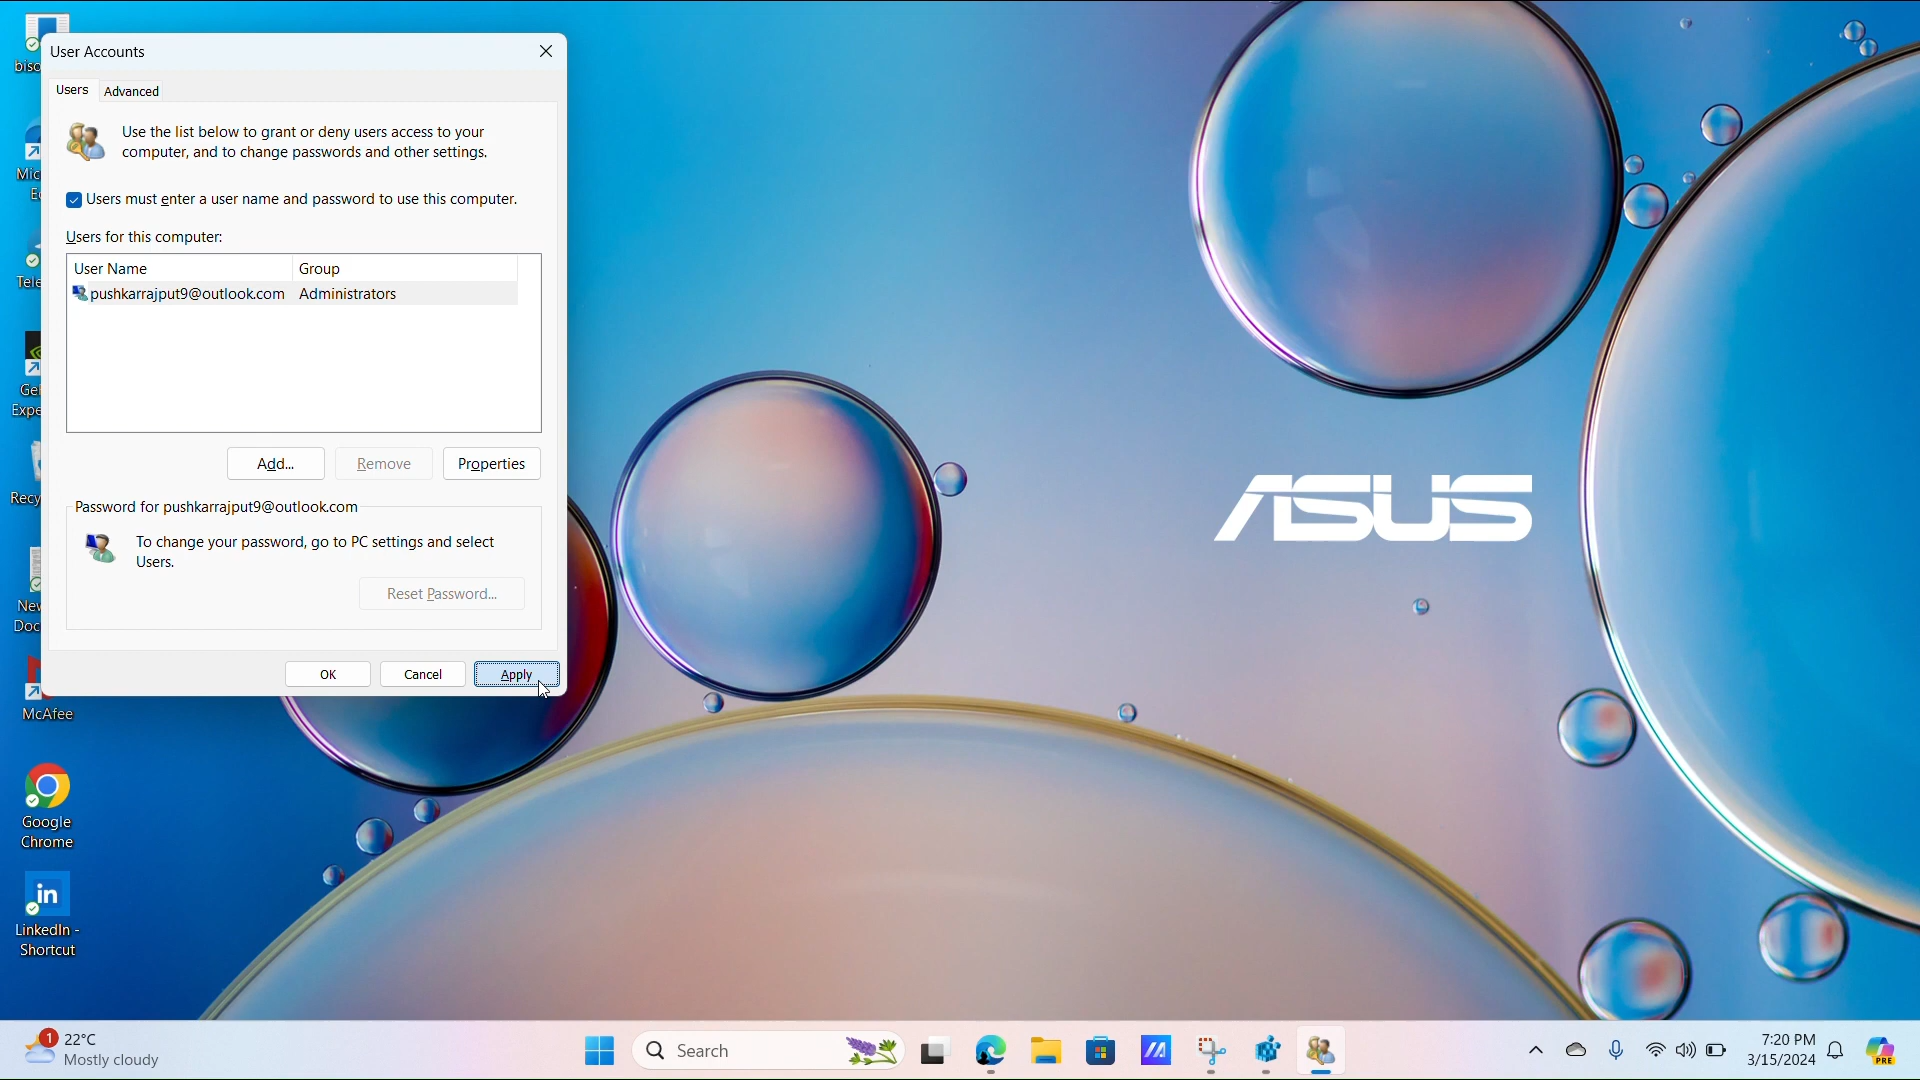 User Accounts
Users
Advanced
Use the list below to grant or deny users access to your
computer, and to change passwords and other settings.
Users must enter a user name and password to use this computer.
Users for this computer:
User Name
Group
pushkarrajput9@outlook.com
Administrators
Add...
Remove
Properties
Password for pushkarrajput9@outlook.com
To change your password, go to PC settings and select
Users.
Reset Password...
OK
Cancel
Apply
McAfee
Google
Chrome
in
LinkedIn -
Shortcut
ASUS
1
22°C
Mostly cloudy
Search
7:20 PM
3/15/2024
PRE